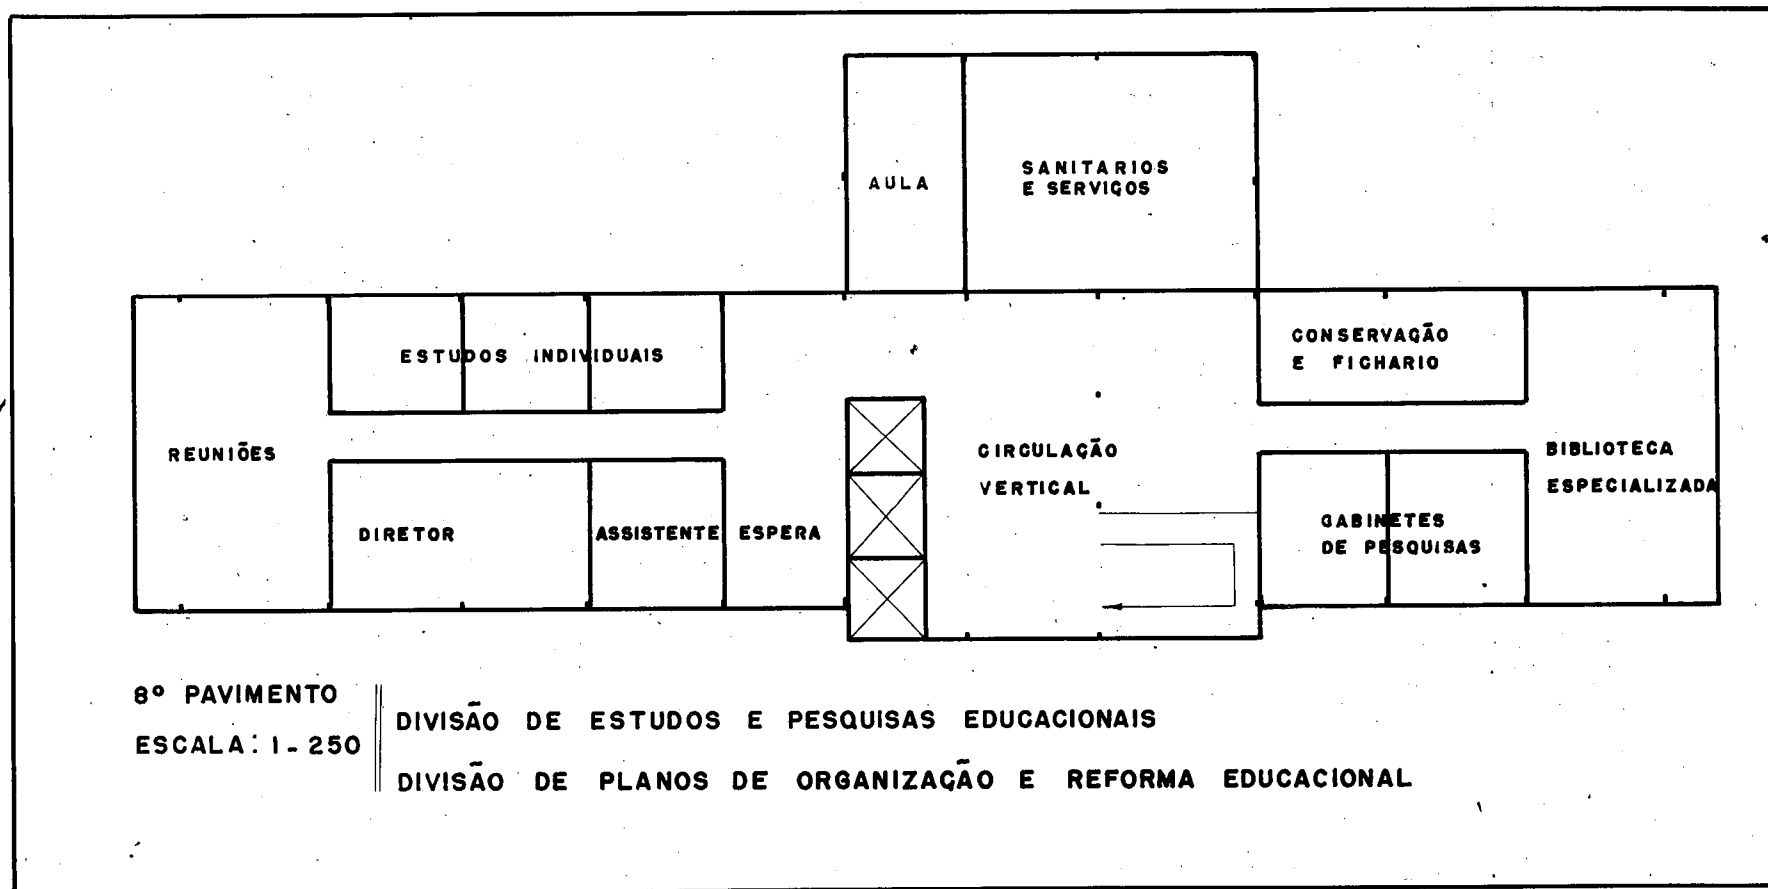 AULA
SANITARIOS
E SERVIÇOS
ESTUDOS INDIVIDUAIS
CONSERVAÇÃO
E FICHARIO
REUNIÕES
CIRCULAÇÃO
VERTICAL
BIBLIOTECA
ESPECIALIZADA
DIRETOR
ASSISTENTE
ESPERA
GABINETES
DE PESQUISAS
8º PAVIMENTO
ESCALA: 1-250
DIVISÃO DE ESTUDOS E PESQUISAS EDUCACIONAIS
DIVISÃO DE PLANOS DE ORGANIZAÇÃO E REFORMA EDUCACIONAL